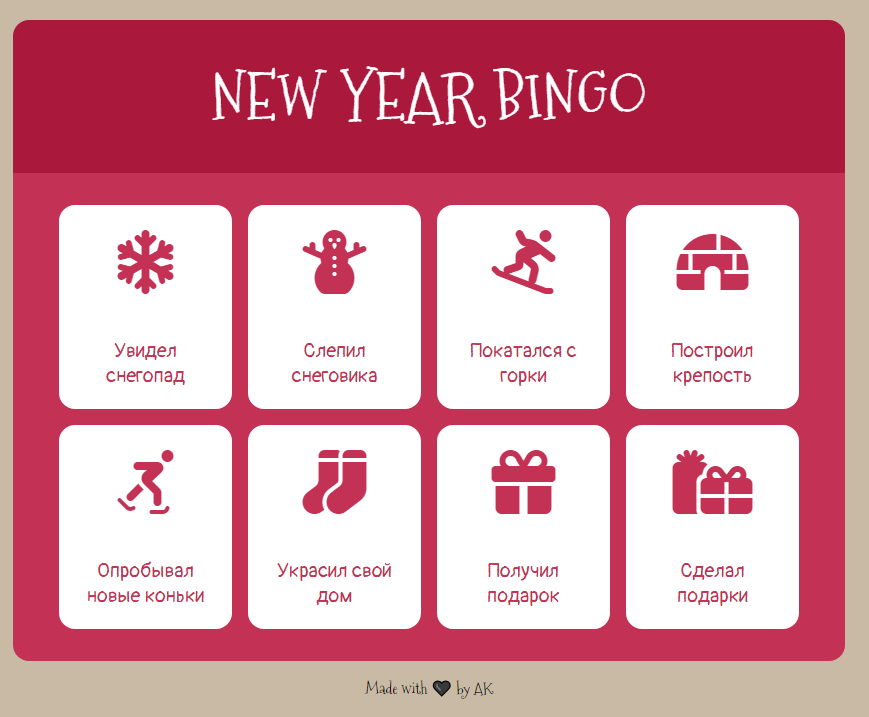 NEW YEAR BINGO
Увидел
снегопад
Слепил
снеговика
Покатался с
горки
Построил
крепость
Опробывал
новые коньки
Украсил свой
дом
Получил
подарок
Сделал
подарки
Made with 🖤 by AK